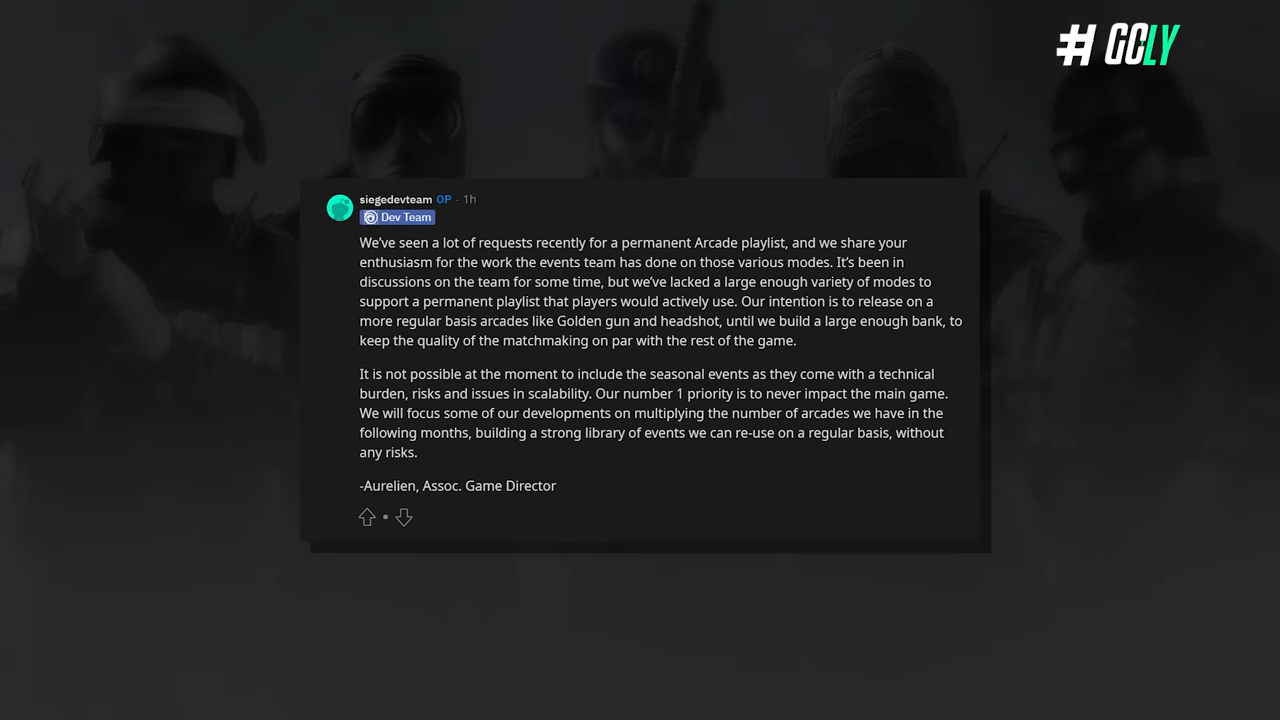 # GGLY
siegedevteam OP · 1h
Dev Team
We've seen a lot of requests recently for a permanent Arcade playlist, and we share your
enthusiasm for the work the events team has done on those various modes. It's been in
discussions on the team for some time, but we've lacked a large enough variety of modes to
support a permanent playlist that players would actively use. Our intention is to release on a
more regular basis arcades like Golden gun and headshot, until we build a large enough bank, to
keep the quality of the matchmaking on par with the rest of the game.
It is not possible at the moment to include the seasonal events as they come with a technical
burden, risks and issues in scalability. Our number 1 priority is to never impact the main game.
We will focus some of our developments on multiplying the number of arcades we have in the
following months, building a strong library of events we can re-use on a regular basis, without
any risks.
-Aurelien, Assoc. Game Director